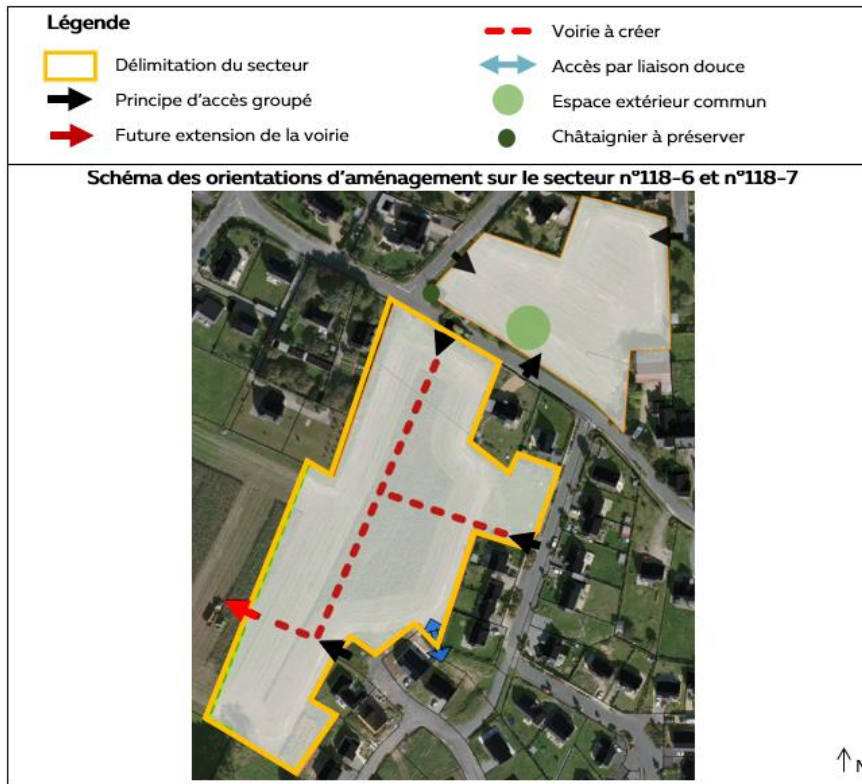 Légende
Délimitation du secteur
Principe d'accès groupé
Future extension de la voirie
Voirie à créer
Accès par liaison douce
Espace extérieur commun
Châtaignier à préserver
Schéma des orientations d'aménagement sur le secteur n°118-6 et n°118-7
N